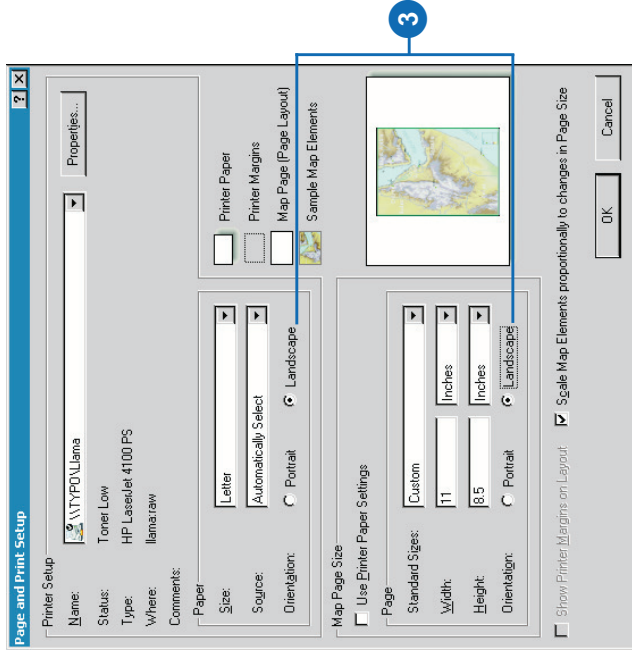 Page and Print Setup
Printer Setup
Name: \\TYPO\Llama Properties...
Status: Toner Low
Type: HP LaserJet 4100 PS
Where: llama:raw
Comments:
Paper
Size: Letter
Source: Automatically Select
Orientation: Portrait Landscape
Printer Paper
Printer Margins
Map Page (Page Layout)
Sample Map Elements
Map Page Size
Use Printer Paper Settings
Page
Standard Sizes: Custom
Width: 11 Inches
Height: 8.5 Inches
Orientation: Portrait Landscape
Show Printer Margins on Layout
Scale Map Elements proportionally to changes in Page Size
OK Cancel
3